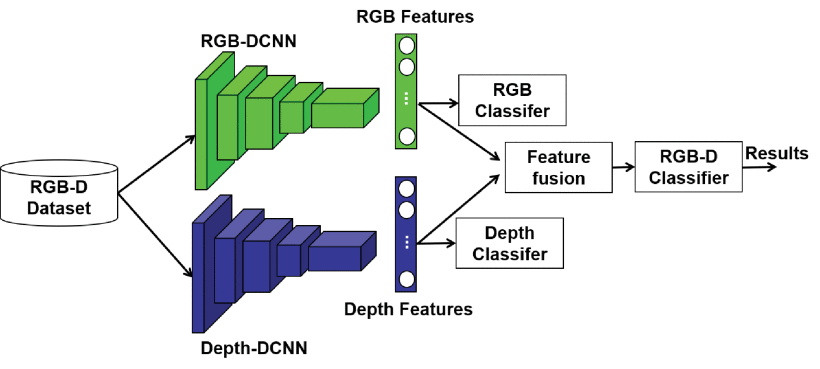 RGB Features
RGB-DCNN
RGB
Classifer
RGB-D
Dataset
Feature
fusion
RGB-D
Classifier
Results
Depth
Classifer
Depth Features
Depth-DCNN